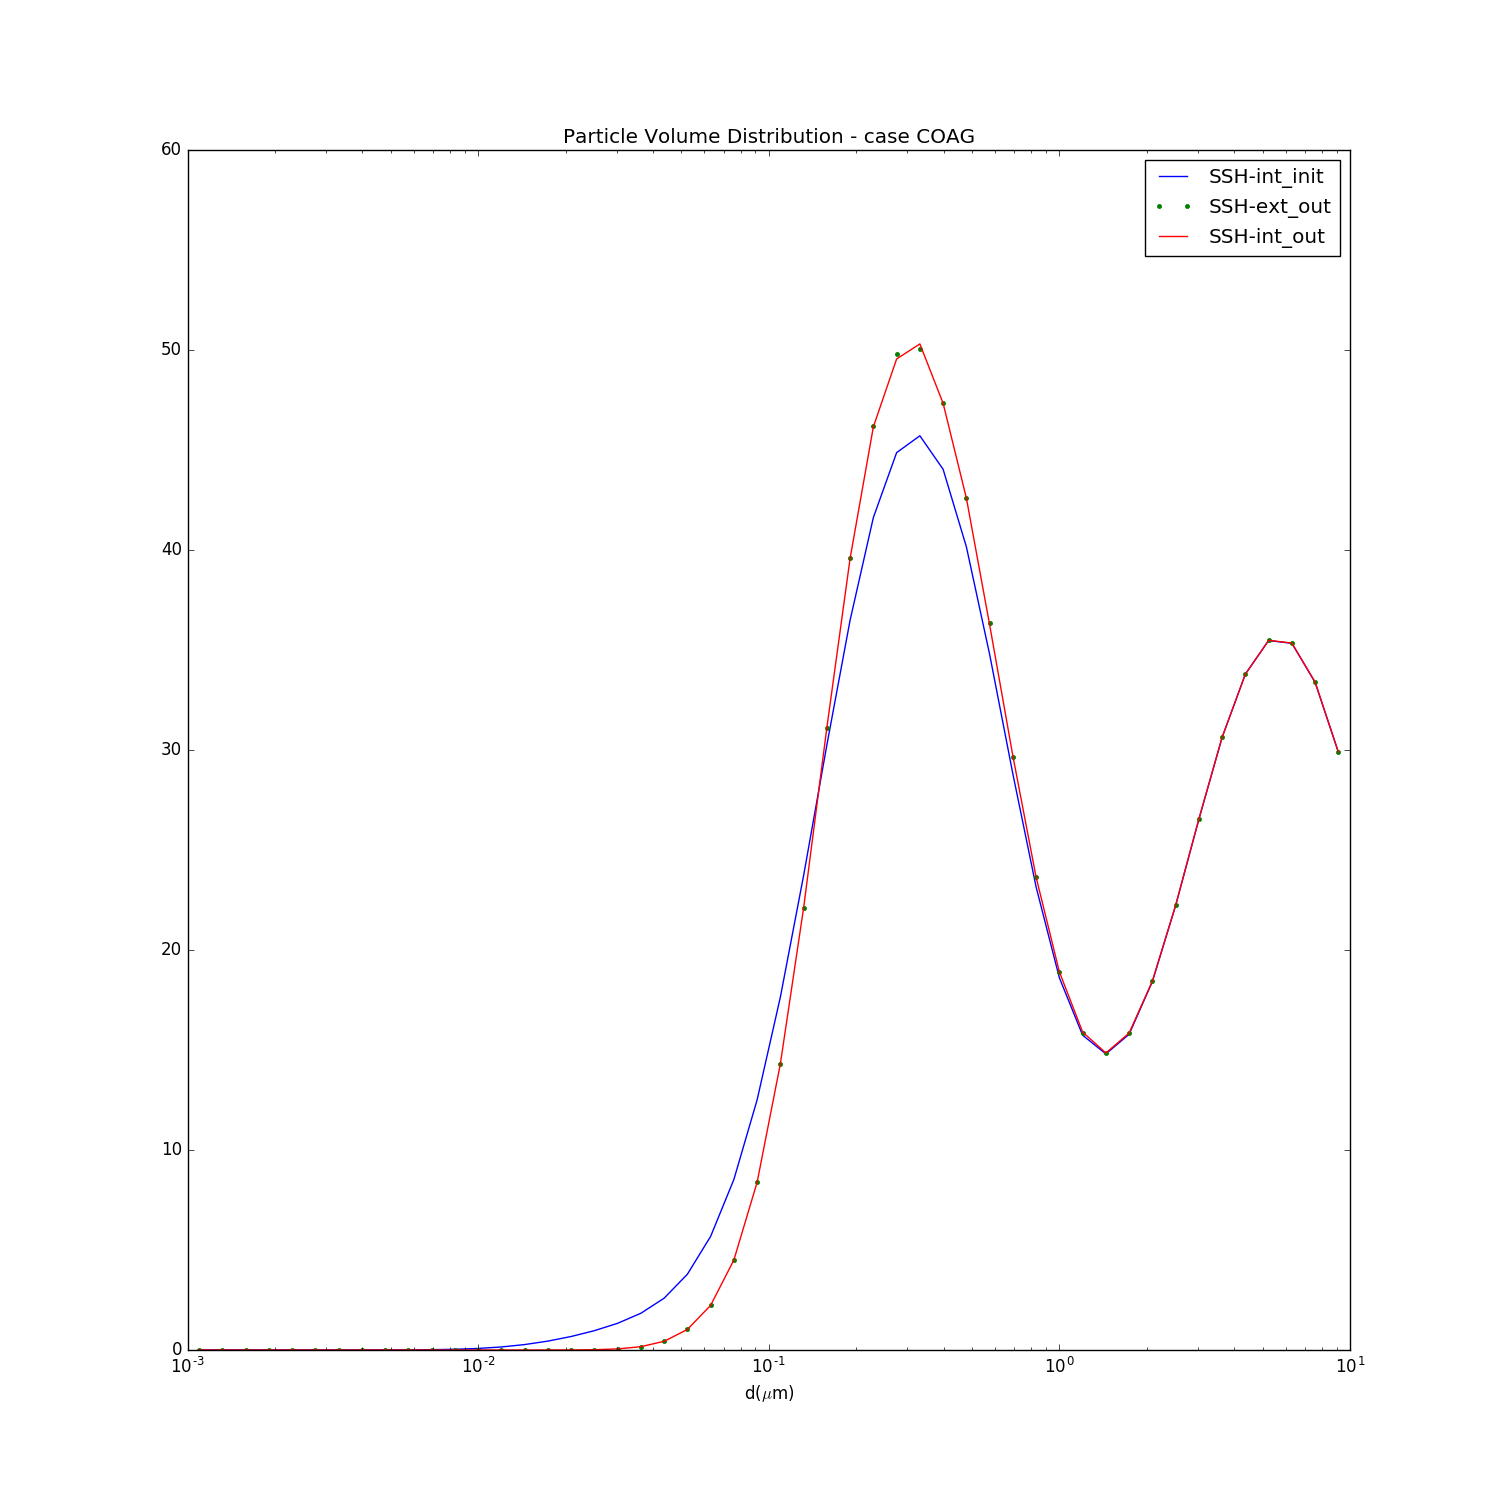 Particle Volume Distribution - case COAG
60
50
40
30
20
10
0
SSH-int_init
SSH-ext_out
SSH-int_out
10⁻³ 10⁻² 10⁻¹ 10⁰ 10¹
d(μm)